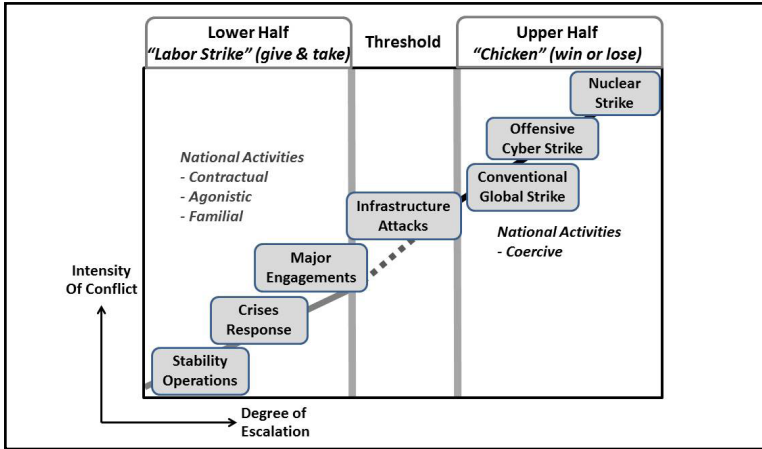 Lower Half
“Labor Strike” (give & take)
Threshold
Upper Half
“Chicken” (win or lose)
Nuclear
Strike
Offensive
Cyber Strike
Conventional
Global Strike
National Activities
- Contractual
- Agonistic
- Familial
Infrastructure
Attacks
National Activities
- Coercive
Major
Engagements
Intensity
Of Conflict
Crises
Response
Stability
Operations
Degree of
Escalation